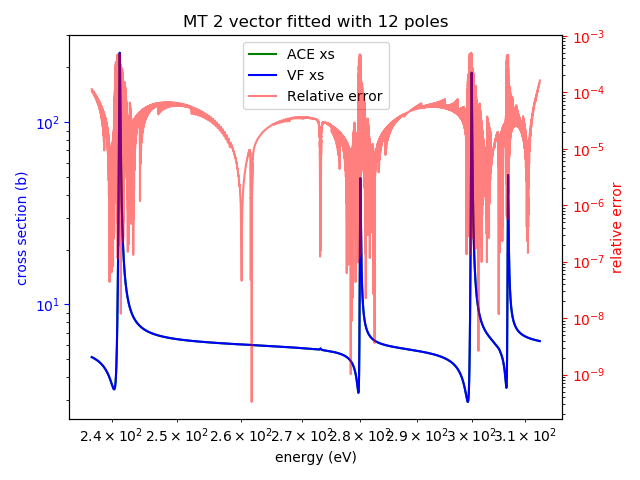 MT 2 vector fitted with 12 poles
ACE xs
VF xs
Relative error
cross section (b)
10²
10¹
10⁻³
10⁻⁴
10⁻⁵
10⁻⁶
10⁻⁷
10⁻⁸
10⁻⁹
relative error
2.4 × 10² 2.5 × 10² 2.6 × 10² 2.7 × 10² 2.8 × 10² 2.9 × 10² 3 × 10² 3.1 × 10²
energy (eV)